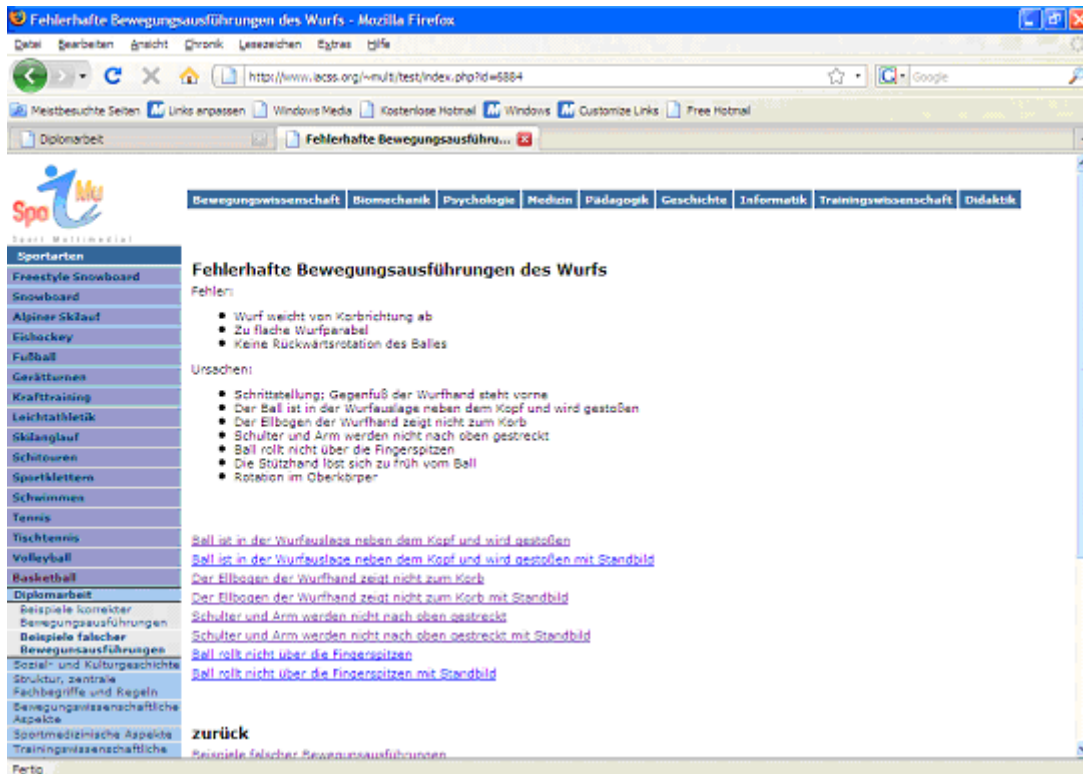 Fehlerhafte Bewegungsausführungen des Wurfs - Mozilla Firefox
Datei Bearbeiten Ansicht Chronik Lesezeichen Extras Hilfe
http://www.iacss.org/~multi/test/index.php?id=6884
Google
Meistbesuchte Seiten Links anpassen Windows Media Kostenlose Hotmail Windows Customize Links Free Hotmail
Diplomarbeit Fehlerhafte Bewegungsausführu...
Spo i Mu
Sport Multimedial
Bewegungswissenschaft Biomechanik Psychologie Medizin Pädagogik Geschichte Informatik Trainingswissenschaft Didaktik
Sportarten
Freestyle Snowboard
Snowboard
Alpiner Skilauf
Eishockey
Fußball
Gerätturnen
Krafttraining
Leichtathletik
Skilanglauf
Schitouren
Sportklettern
Schwimmen
Tennis
Tischtennis
Volleyball
Basketball
Diplomarbeit
Beispiele korrekter
Bewegungsausführungen
Beispiele falscher
Bewegunsausführungen
Sozial- und Kulturgeschichte
Struktur, zentrale
Fachbegriffe und Regeln
Bewegungswissenschaftliche
Aspekte
Sportmedizinische Aspekte
Trainingswissenschaftliche
Fehlerhafte Bewegungsausführungen des Wurfs
Fehler:
Wurf weicht von Korbrichtung ab
Zu flache Wurfparabel
Keine Rückwärtsrotation des Balles
Ursachen:
Schrittstellung; Gegenfuß der Wurfhand steht vorne
Der Ball ist in der Wurfauslage neben dem Kopf und wird gestoßen
Der Ellbogen der Wurfhand zeigt nicht zum Korb
Schulter und Arm werden nicht nach oben gestreckt
Ball rollt nicht über die Fingerspitzen
Die Stützhand löst sich zu früh vom Ball
Rotation im Oberkörper
Ball ist in der Wurfauslage neben dem Kopf und wird gestoßen
Ball ist in der Wurfauslage neben dem Kopf und wird gestoßen mit Standbild
Der Ellbogen der Wurfhand zeigt nicht zum Korb
Der Ellbogen der Wurfhand zeigt nicht zum Korb mit Standbild
Schulter und Arm werden nicht nach oben gestreckt
Schulter und Arm werden nicht nach oben gestreckt mit Standbild
Ball rollt nicht über die Fingerspitzen
Ball rollt nicht über die Fingerspitzen mit Standbild
zurück
Beispiele falscher Bewegunsausführungen
Fertig